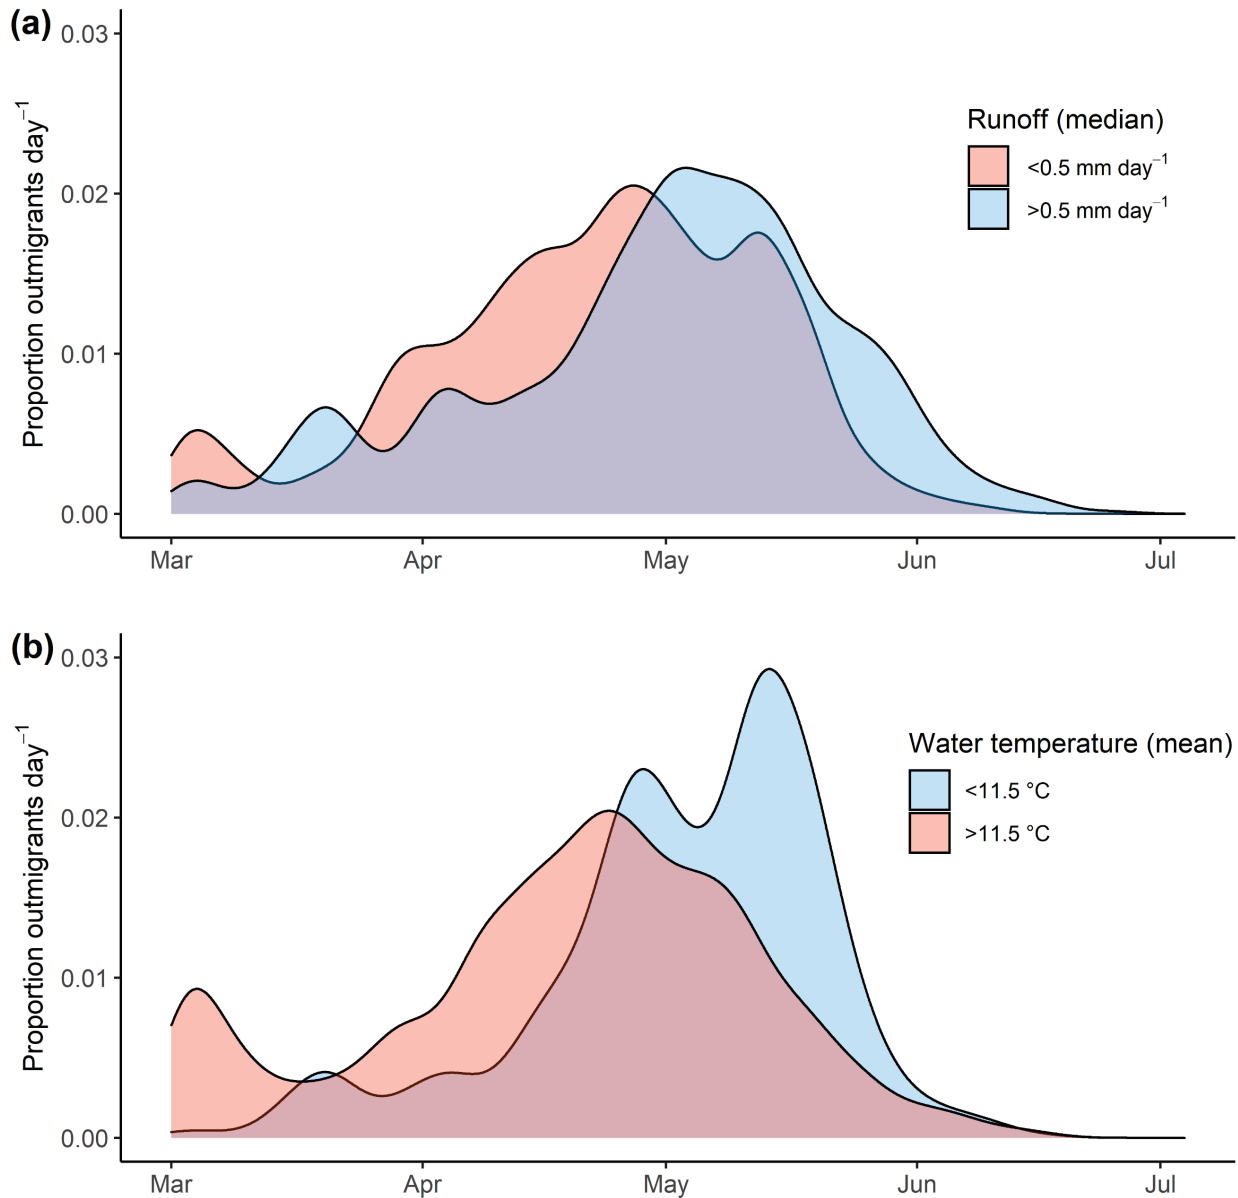 (a)
0.03
0.02
0.01
0.00
Proportion outmigrants day⁻¹
Runoff (median)
<0.5 mm day⁻¹
>0.5 mm day⁻¹
Mar Apr May Jun Jul
(b)
0.03
0.02
0.01
0.00
Proportion outmigrants day⁻¹
Water temperature (mean)
<11.5 °C
>11.5 °C
Mar Apr May Jun Jul